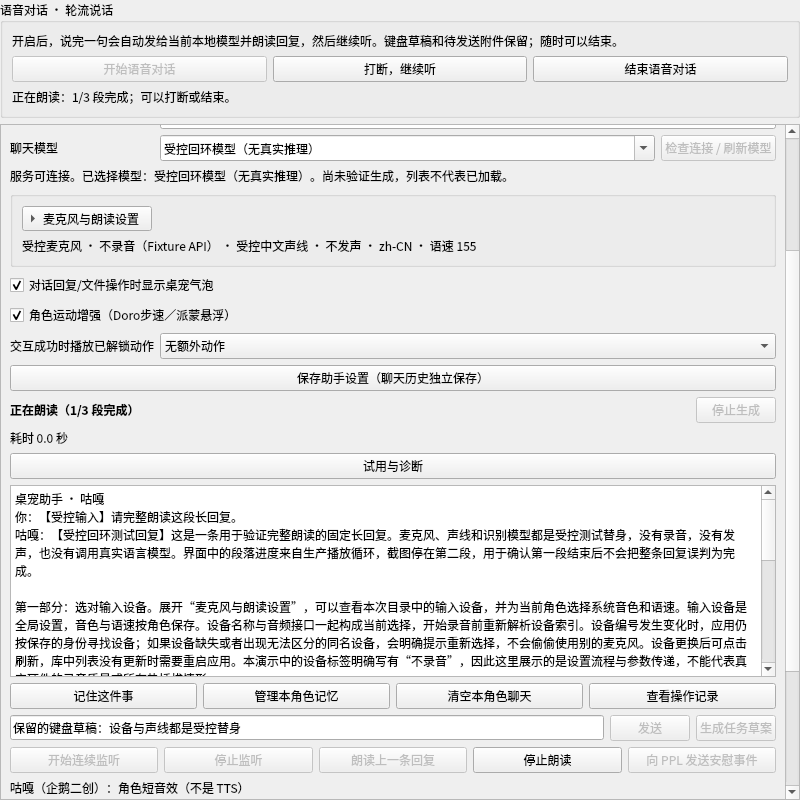 语音对话 · 轮流说话
开启后，说完一句会自动发给当前本地模型并朗读回复，然后继续听。键盘草稿和待发送附件保留；随时可以结束。
开始语音对话
打断，继续听
结束语音对话
正在朗读：1/3 段完成；可以打断或结束。
聊天模型
受控回环模型（无真实推理）
检查连接 / 刷新模型
服务可连接。已选择模型：受控回环模型（无真实推理）。尚未验证生成，列表不代表已加载。
麦克风与朗读设置
受控麦克风 · 不录音（Fixture API） · 受控中文声线 · 不发声 · zh-CN · 语速 155
对话回复/文件操作时显示桌宠气泡
角色运动增强（Doro步速／派蒙悬浮）
交互成功时播放已解锁动作
无额外动作
保存助手设置（聊天历史独立保存）
正在朗读（1/3 段完成）
停止生成
耗时 0.0 秒
试用与诊断
桌宠助手 · 咕嘎
你：【受控输入】请完整朗读这段长回复。
咕嘎：【受控回环测试回复】这是一条用于验证完整朗读的固定长回复。麦克风、声线和识别模型都是受控测试替身，没有录音，没有发
声，也没有调用真实语言模型。界面中的段落进度来自生产播放循环，截图停在第二段，用于确认第一段结束后不会把整条回复误判为完
成。
第一部分：选对输入设备。展开“麦克风与朗读设置”，可以查看本次目录中的输入设备，并为当前角色选择系统音色和语速。输入设备是
全局设置，音色与语速按角色保存。设备名称与音频接口一起构成当前选择，开始录音前重新解析设备索引。设备编号发生变化时，应用仍
按保存的身份寻找设备；如果设备缺失或者出现无法区分的同名设备，会明确提示重新选择，不会偷偷使用别的麦克风。设备更换后可点击
刷新，库中列表没有更新时需要重启应用。本演示中的设备标签明确写有“不录音”，因此这里展示的是设置流程与参数传递，不能代表真
记住这件事
管理本角色记忆
清空本角色聊天
查看操作记录
保留的键盘草稿：设备与声线都是受控替身
发送
生成任务草案
开始连续监听
停止监听
朗读上一条回复
停止朗读
向 PPL 发送安慰事件
咕嘎（企鹅二创）：角色短音效（不是 TTS）